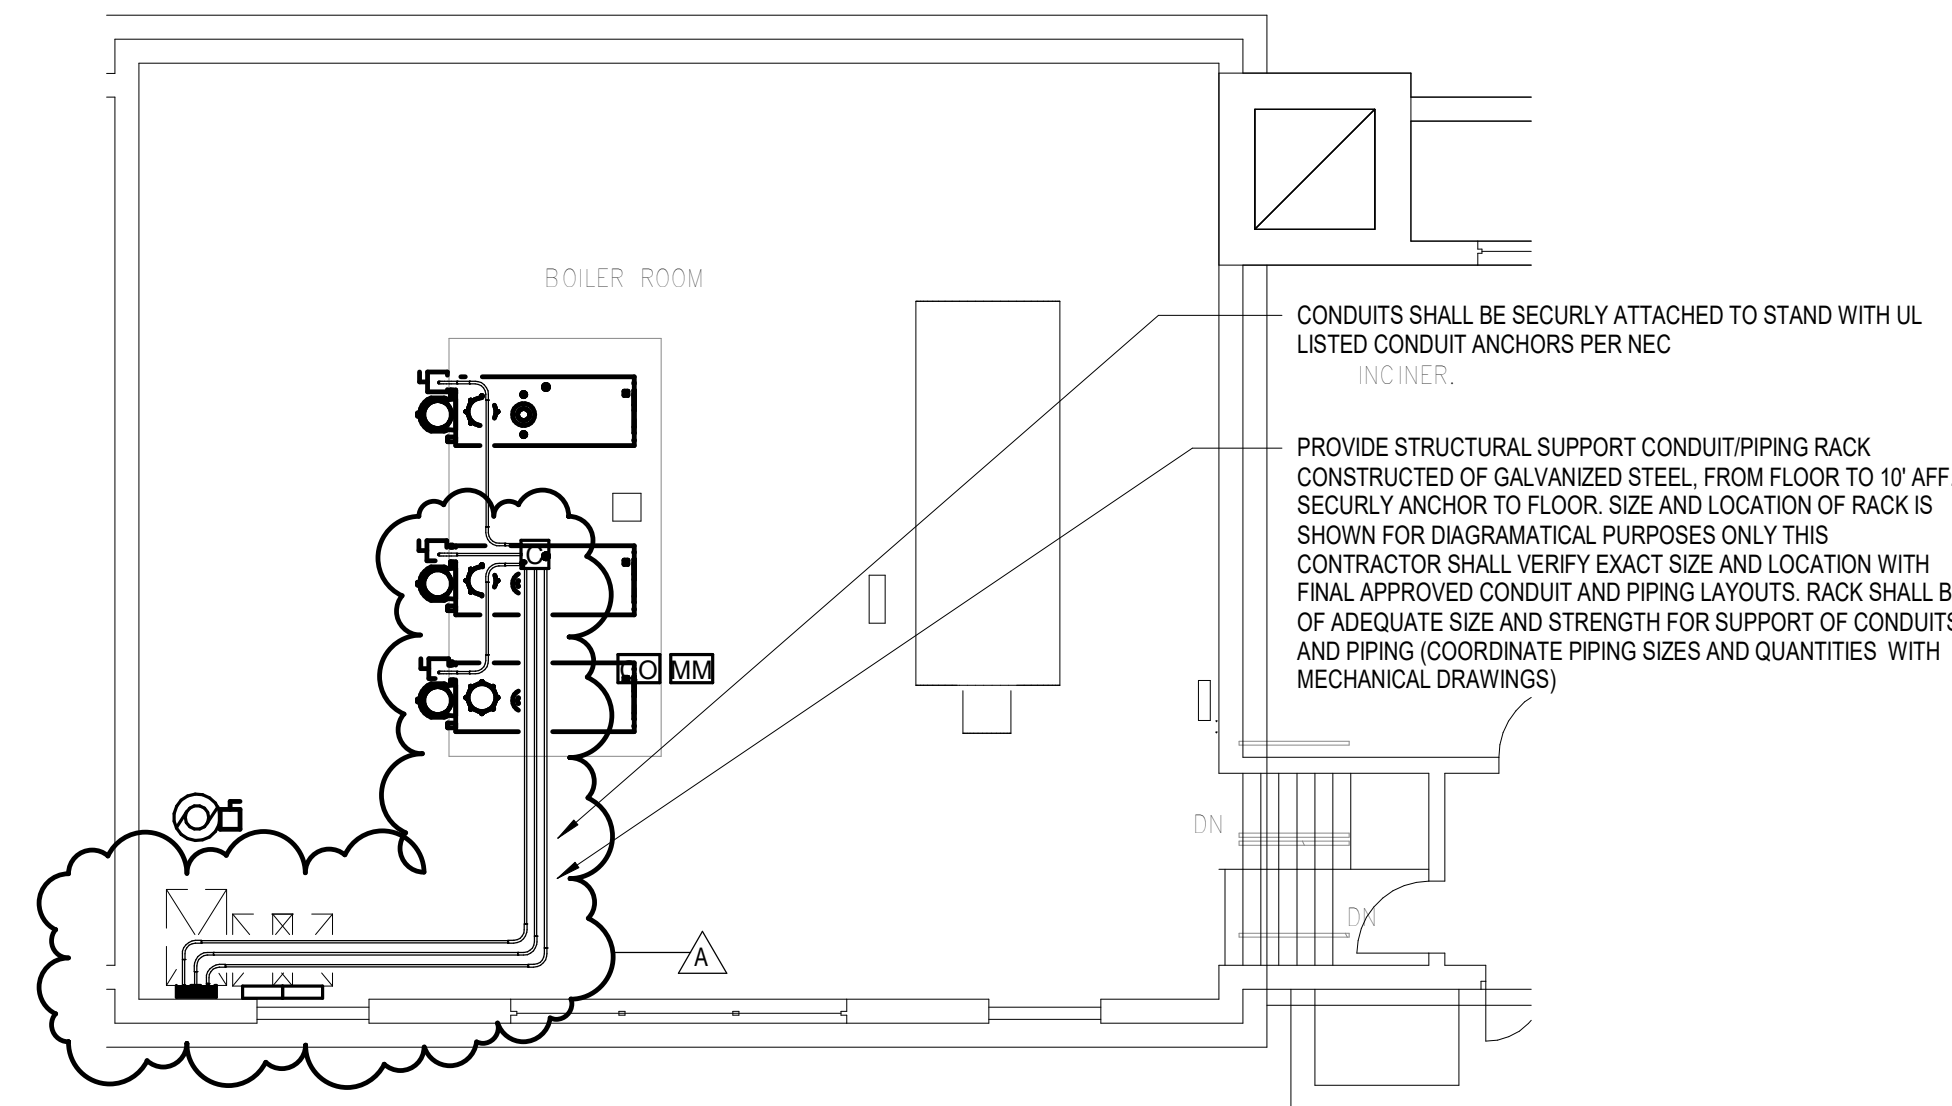 BOILER ROOM
CONDUITS SHALL BE SECURLY ATTACHED TO STAND WITH UL
LISTED CONDUIT ANCHORS PER NEC
INCINER.
PROVIDE STRUCTURAL SUPPORT CONDUIT/PIPING RACK
CONSTRUCTED OF GALVANIZED STEEL, FROM FLOOR TO 10' AFF.
SECURLY ANCHOR TO FLOOR. SIZE AND LOCATION OF RACK IS
SHOWN FOR DIAGRAMATICAL PURPOSES ONLY THIS
CONTRACTOR SHALL VERIFY EXACT SIZE AND LOCATION WITH
FINAL APPROVED CONDUIT AND PIPING LAYOUTS. RACK SHALL B
OF ADEQUATE SIZE AND STRENGTH FOR SUPPORT OF CONDUITS
AND PIPING (COORDINATE PIPING SIZES AND QUANTITIES WITH
MECHANICAL DRAWINGS)
C
CO MM
DN
DN
A